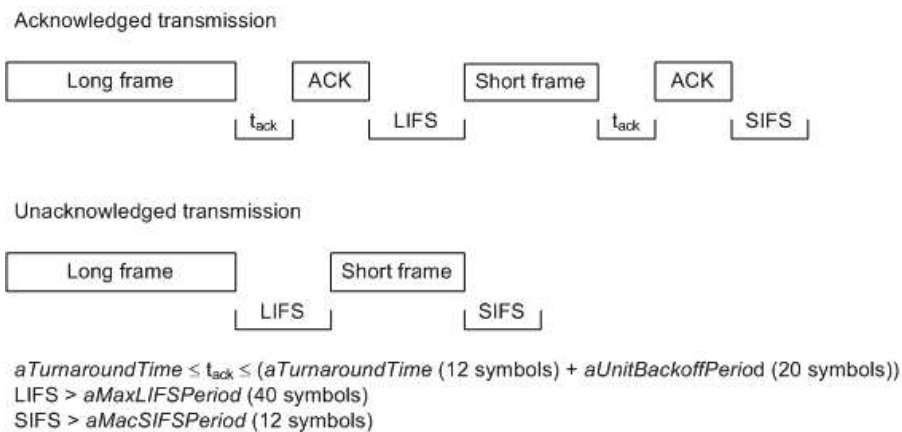 Acknowledged transmission
Long frame
ACK
Short frame
ACK
tack
LIFS
tack
SIFS
Unacknowledged transmission
Long frame
Short frame
LIFS
SIFS
aTurnaroundTime ≤ tack ≤ (aTurnaroundTime (12 symbols) + aUnitBackoffPeriod (20 symbols))
LIFS > aMaxLIFSPeriod (40 symbols)
SIFS > aMacSIFSPeriod (12 symbols)